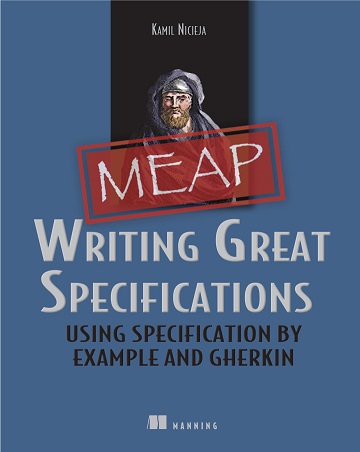 Kamil Nicieja
MEAP
Writing Great
Specifications
Using Specification by
Example and Gherkin
MANNING